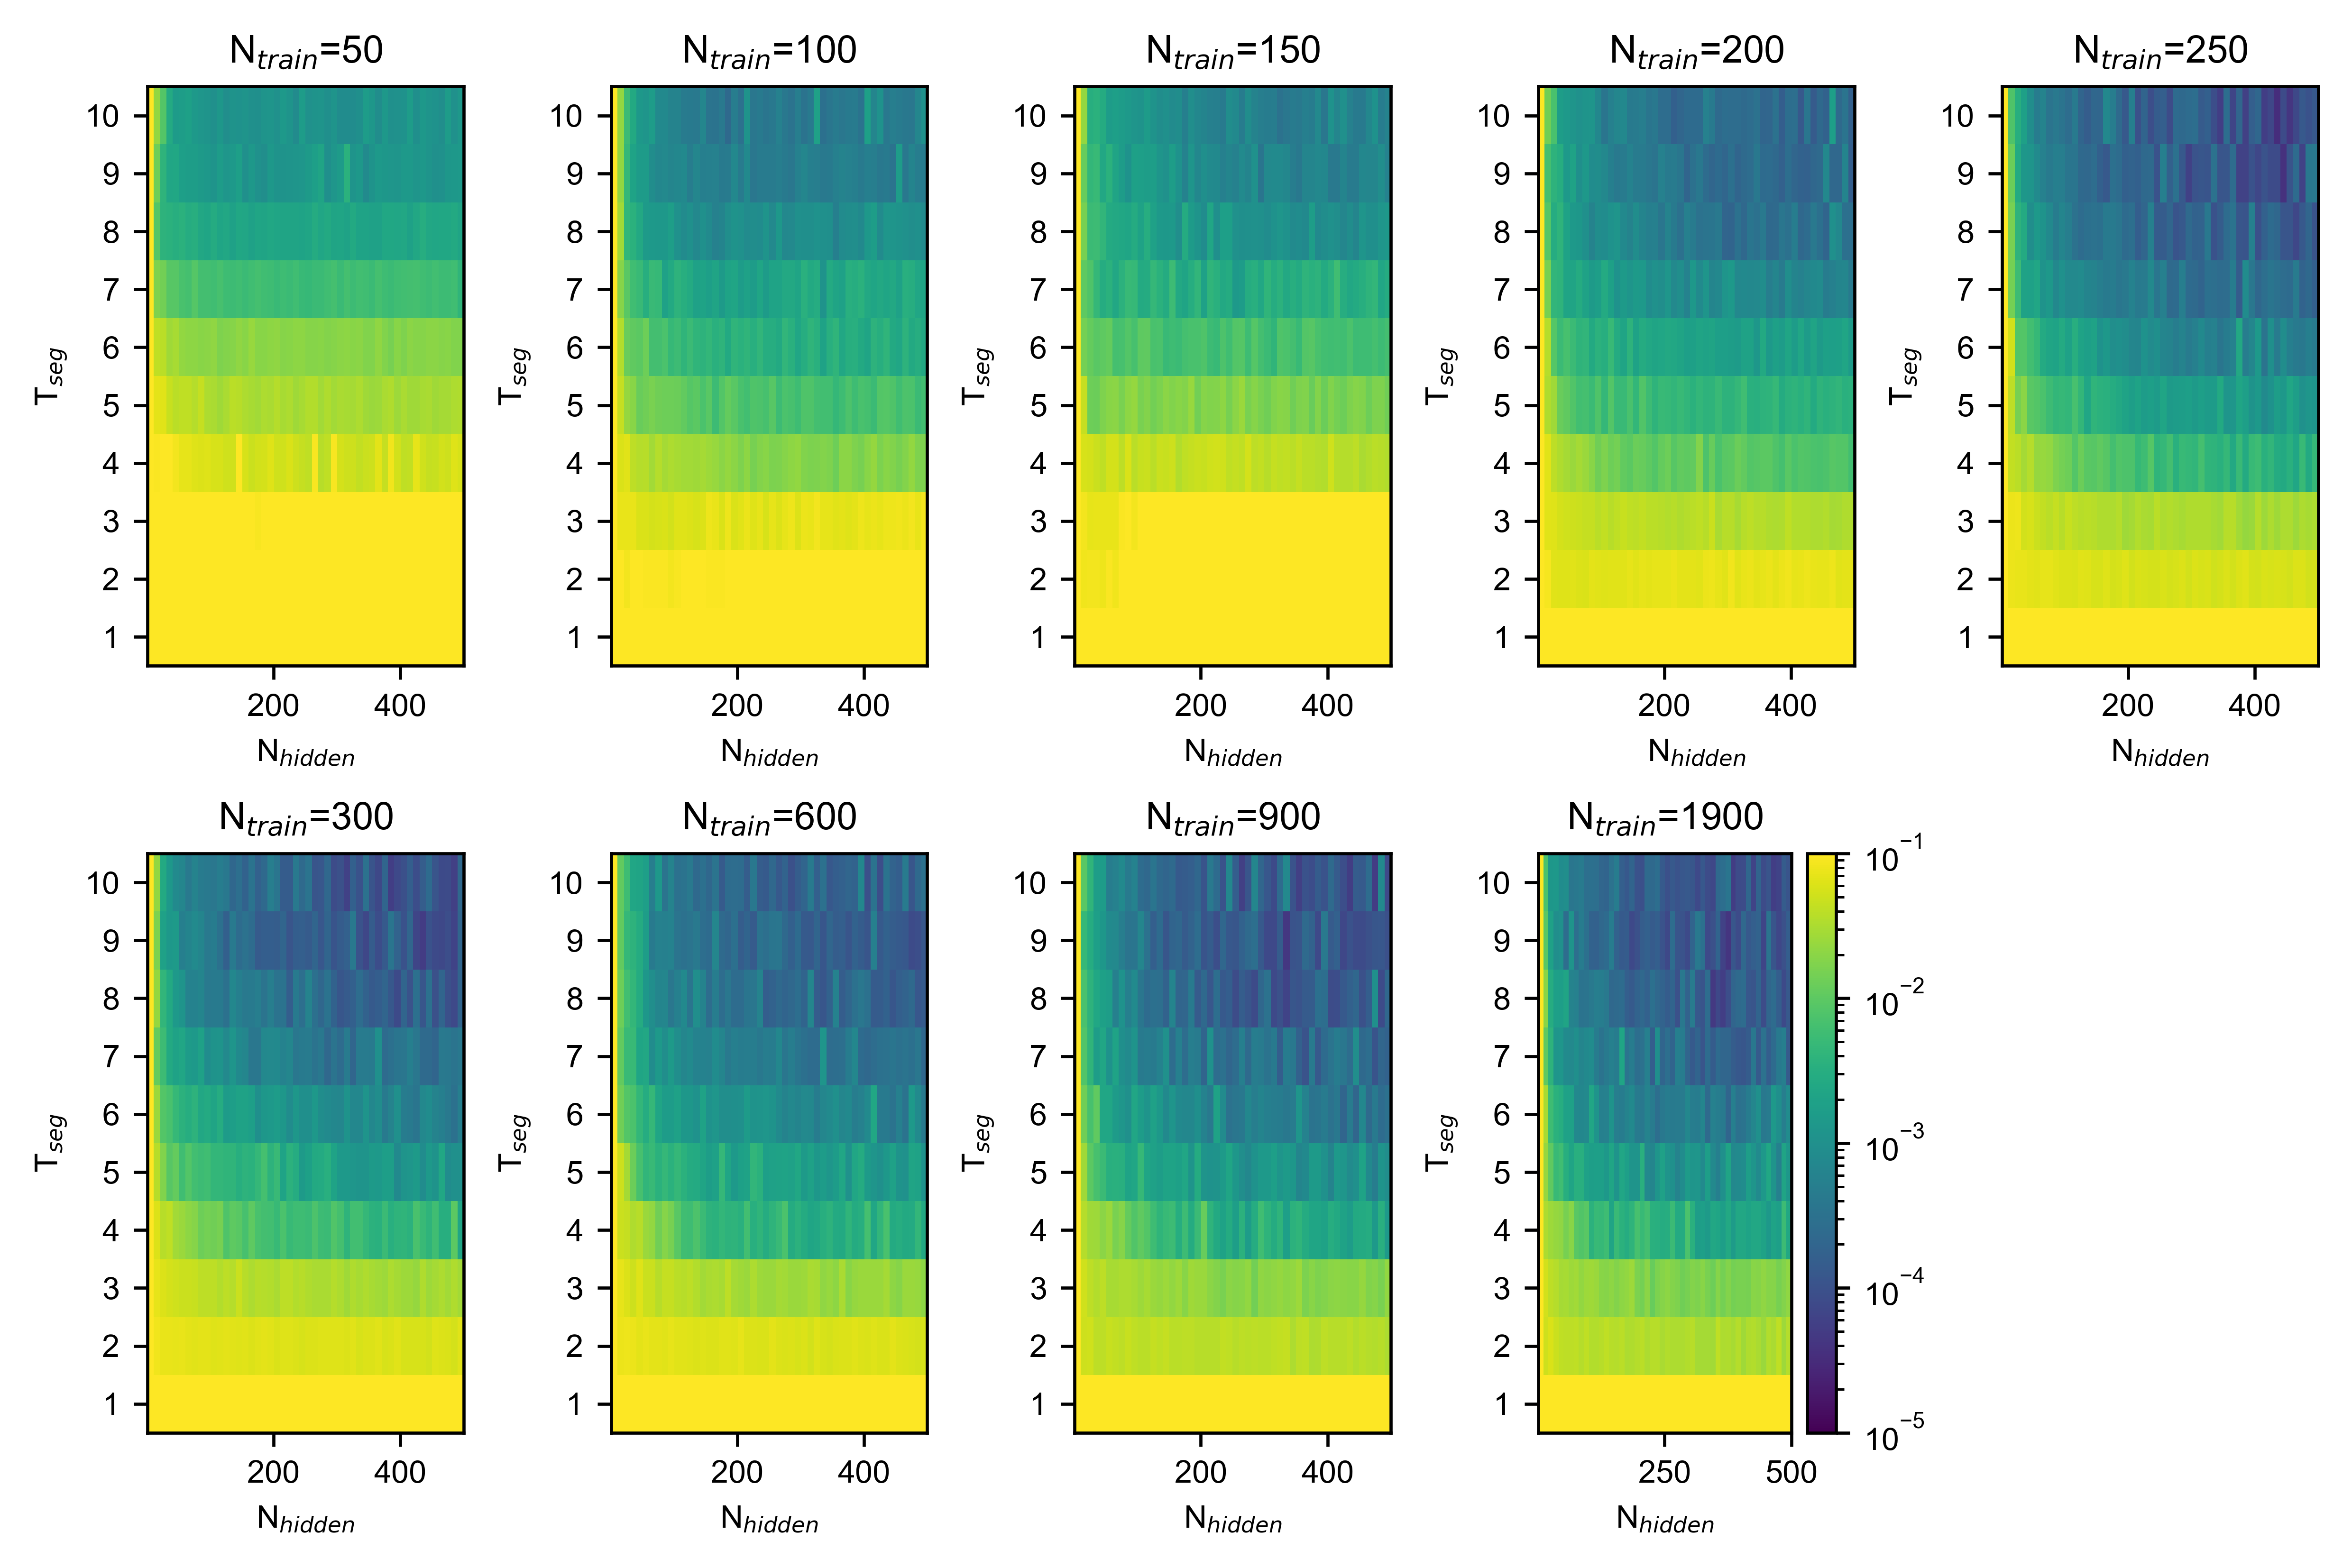 N_train=50
N_train=100
N_train=150
N_train=200
N_train=250
10 9 8 7 6 5 4 3 2 1
T_seg
200 400
N_hidden
10 9 8 7 6 5 4 3 2 1
T_seg
200 400
N_hidden
10 9 8 7 6 5 4 3 2 1
T_seg
200 400
N_hidden
10 9 8 7 6 5 4 3 2 1
T_seg
200 400
N_hidden
10 9 8 7 6 5 4 3 2 1
T_seg
200 400
N_hidden
N_train=300
N_train=600
N_train=900
N_train=1900
10 9 8 7 6 5 4 3 2 1
T_seg
200 400
N_hidden
10 9 8 7 6 5 4 3 2 1
T_seg
200 400
N_hidden
10 9 8 7 6 5 4 3 2 1
T_seg
200 400
N_hidden
10 9 8 7 6 5 4 3 2 1
T_seg
250 500
N_hidden
10⁻¹
10⁻²
10⁻³
10⁻⁴
10⁻⁵